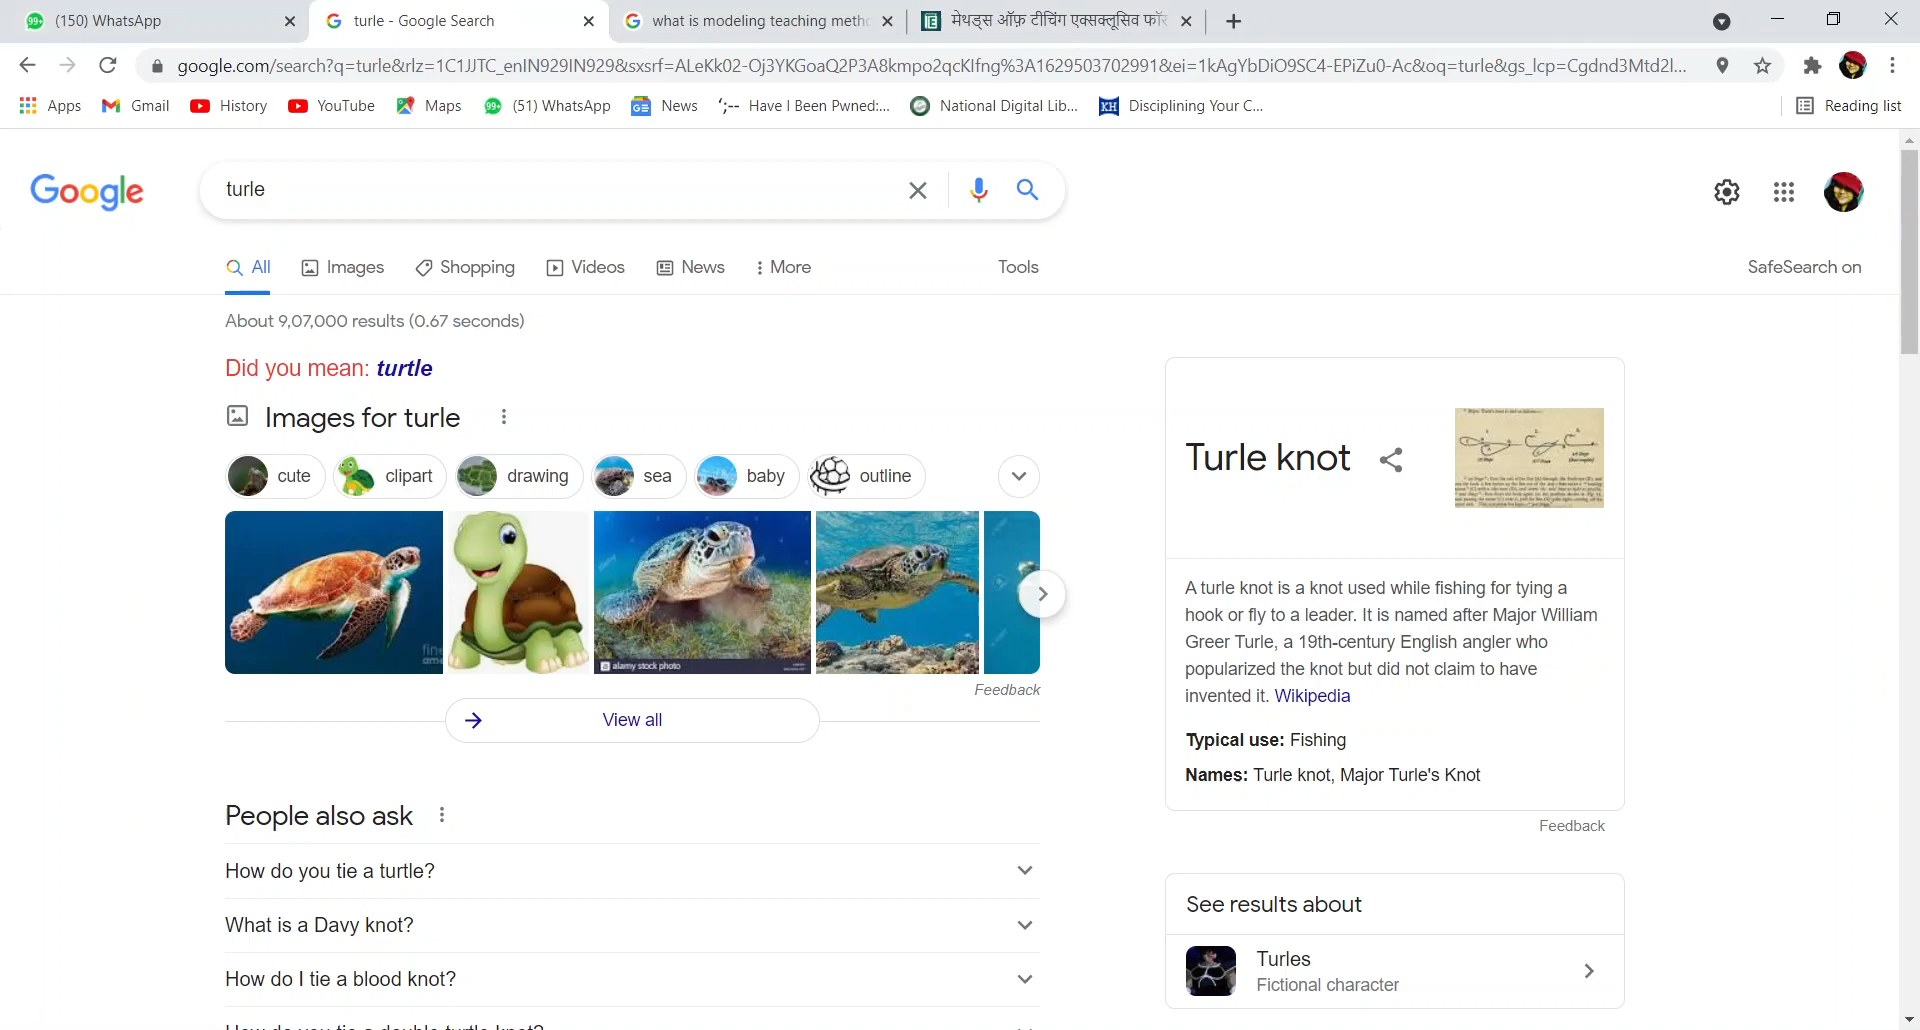 (150) WhatsApp
turle - Google Search
what is modeling teaching meth
मेथड्स ऑफ़ टीचिंग एक्सक्लूसिव फॉर
google.com/search?q=turle&rlz=1C1JJTC_enIN929IN929&sxsrf=ALeKk02-Oj3YKGoaQ2P3A8kmpo2qcKIfng%3A1629503702991&ei=1kAgYbDiO9SC4-EPiZu0-Ac&oq=turle&gs_lcp=Cgdnd3Mtd2l...
Apps
Gmail
History
YouTube
Maps
(51) WhatsApp
News
Have I Been Pwned:...
National Digital Lib...
Disciplining Your C...
Reading list
Google
turle
All
Images
Shopping
Videos
News
More
Tools
SafeSearch on
About 9,07,000 results (0.67 seconds)
Did you mean: turtle
Images for turle
cute
clipart
drawing
sea
baby
outline
alamy stock photo
Feedback
View all
People also ask
How do you tie a turtle?
What is a Davy knot?
How do I tie a blood knot?
Turle knot
A turle knot is a knot used while fishing for tying a
hook or fly to a leader. It is named after Major William
Greer Turle, a 19th-century English angler who
popularized the knot but did not claim to have
invented it. Wikipedia
Typical use: Fishing
Names: Turle knot, Major Turle's Knot
Feedback
See results about
Turles
Fictional character